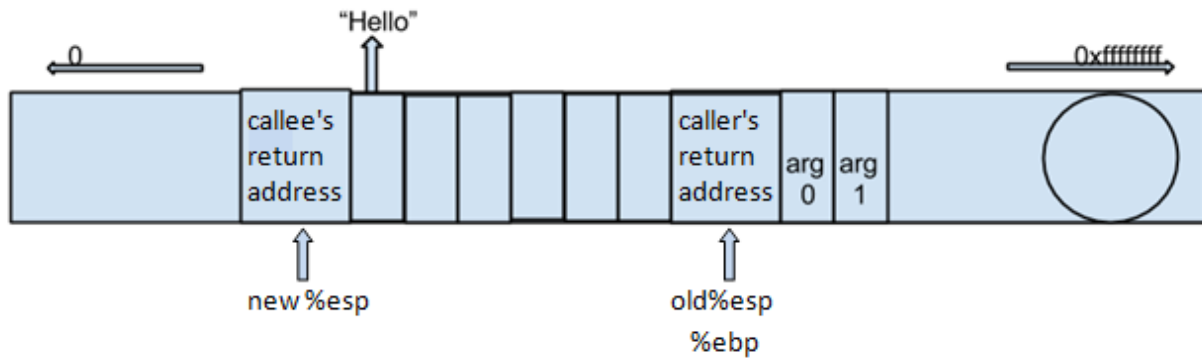 “Hello”
0
0xffffffff
callee's
return
address
caller's
return
address
arg
0
arg
1
new %esp
old%esp
%ebp